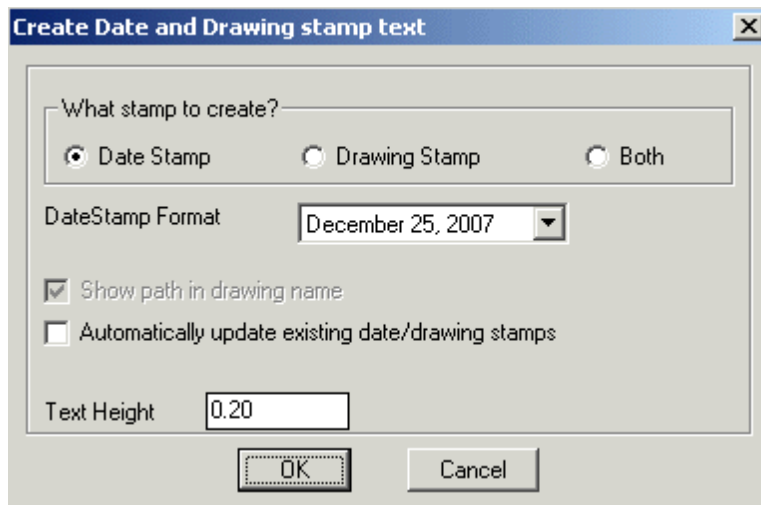 Create Date and Drawing stamp text
What stamp to create?
Date Stamp Drawing Stamp Both
DateStamp Format December 25, 2007
Show path in drawing name
Automatically update existing date/drawing stamps
Text Height 0.20
OK Cancel